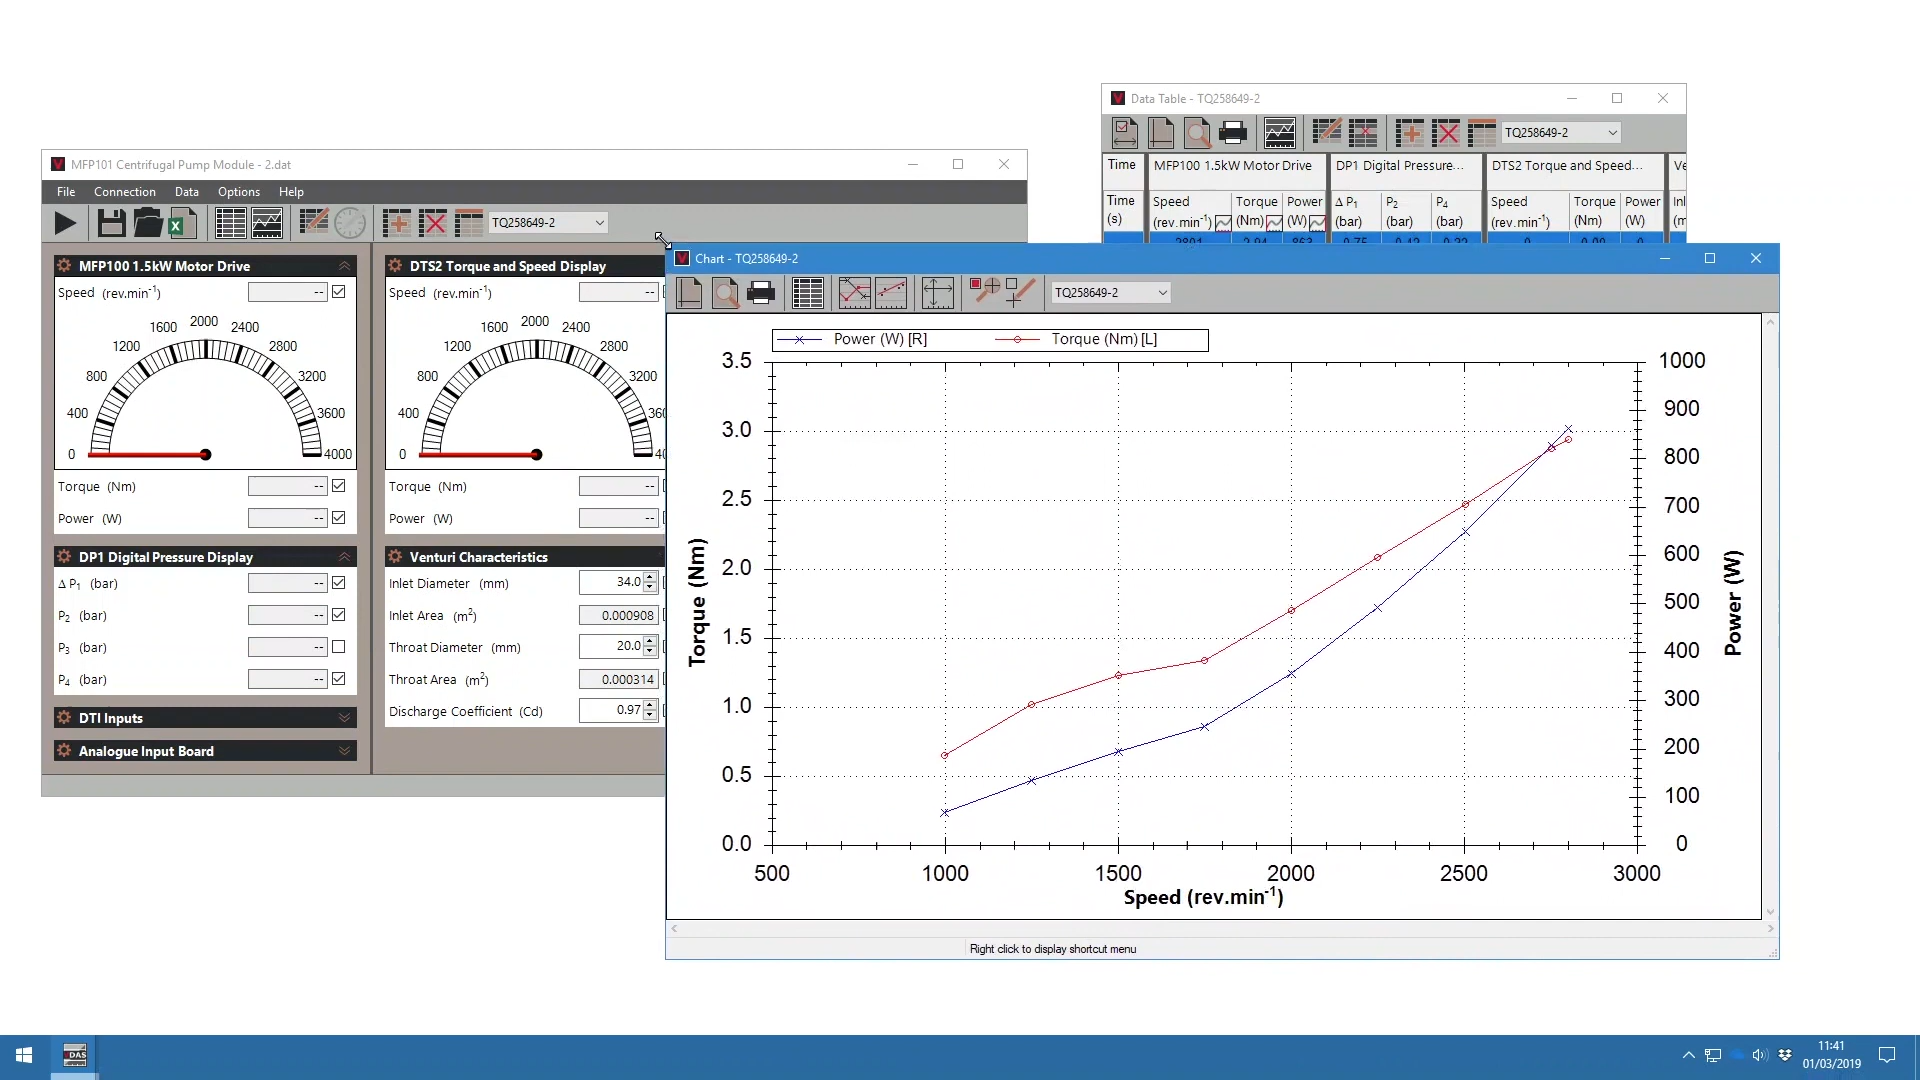 MFP101 Centrifugal Pump Module - 2.dat
File Connection Data Options Help
TQ258649-2
MFP100 1.5kW Motor Drive
Speed (rev.min-1) --
0 400 800 1200 1600 2000 2400 2800 3200 3600 4000
Torque (Nm) --
Power (W) --
DP1 Digital Pressure Display
Δ P1 (bar) --
P2 (bar) --
P3 (bar) --
P4 (bar) --
DTI Inputs
Analogue Input Board
DTS2 Torque and Speed Display
Speed (rev.min-1) --
0 400 800 1200 1600 2000 2400 2800 3200
Torque (Nm) --
Power (W) --
Venturi Characteristics
Inlet Diameter (mm) 34.0
Inlet Area (m2) 0.000908
Throat Diameter (mm) 20.0
Throat Area (m2) 0.000314
Discharge Coefficient (Cd) 0.97
Data Table - TQ258649-2
TQ258649-2
Time MFP100 1.5kW Motor Drive DP1 Digital Pressure... DTS2 Torque and Speed...
Time Speed Torque Power Δ P1 P2 P4 Speed Torque Power
(s) (rev.min-1) (Nm) (W) (bar) (bar) (bar) (rev.min-1) (Nm) (W)
Chart - TQ258649-2
TQ258649-2
Power (W) [R] Torque (Nm) [L]
3.5
3.0
2.5
2.0
1.5
1.0
0.5
0.0
Torque (Nm)
1000
900
800
700
600
500
400
300
200
100
0
Power (W)
500 1000 1500 2000 2500 3000
Speed (rev.min-1)
Right click to display shortcut menu
DAS
11:41
01/03/2019